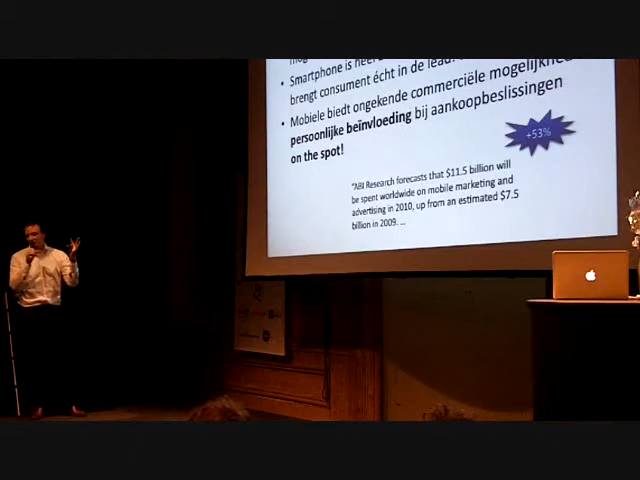 • Smartphone is heel
brengt consument écht in de lead.
• Mobiele biedt ongekende commerciële mogelijkhe
persoonlijke beïnvloeding bij aankoopbeslissingen
on the spot!
+53%
"ABI Research forecasts that $11.5 billion will
be spent worldwide on mobile marketing and
advertising in 2010, up from an estimated $7.5
billion in 2009. ...